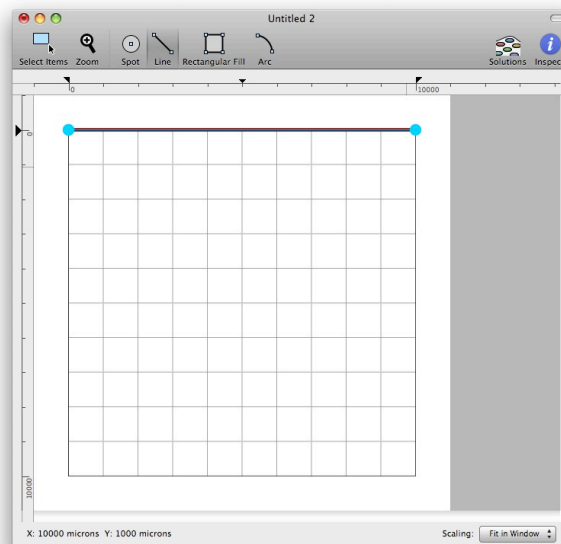 Untitled 2
Select Items Zoom Spot Line Rectangular Fill Arc Solutions Inspec
0 10000
0
10000
X: 10000 microns Y: 1000 microns Scaling: Fit in Window